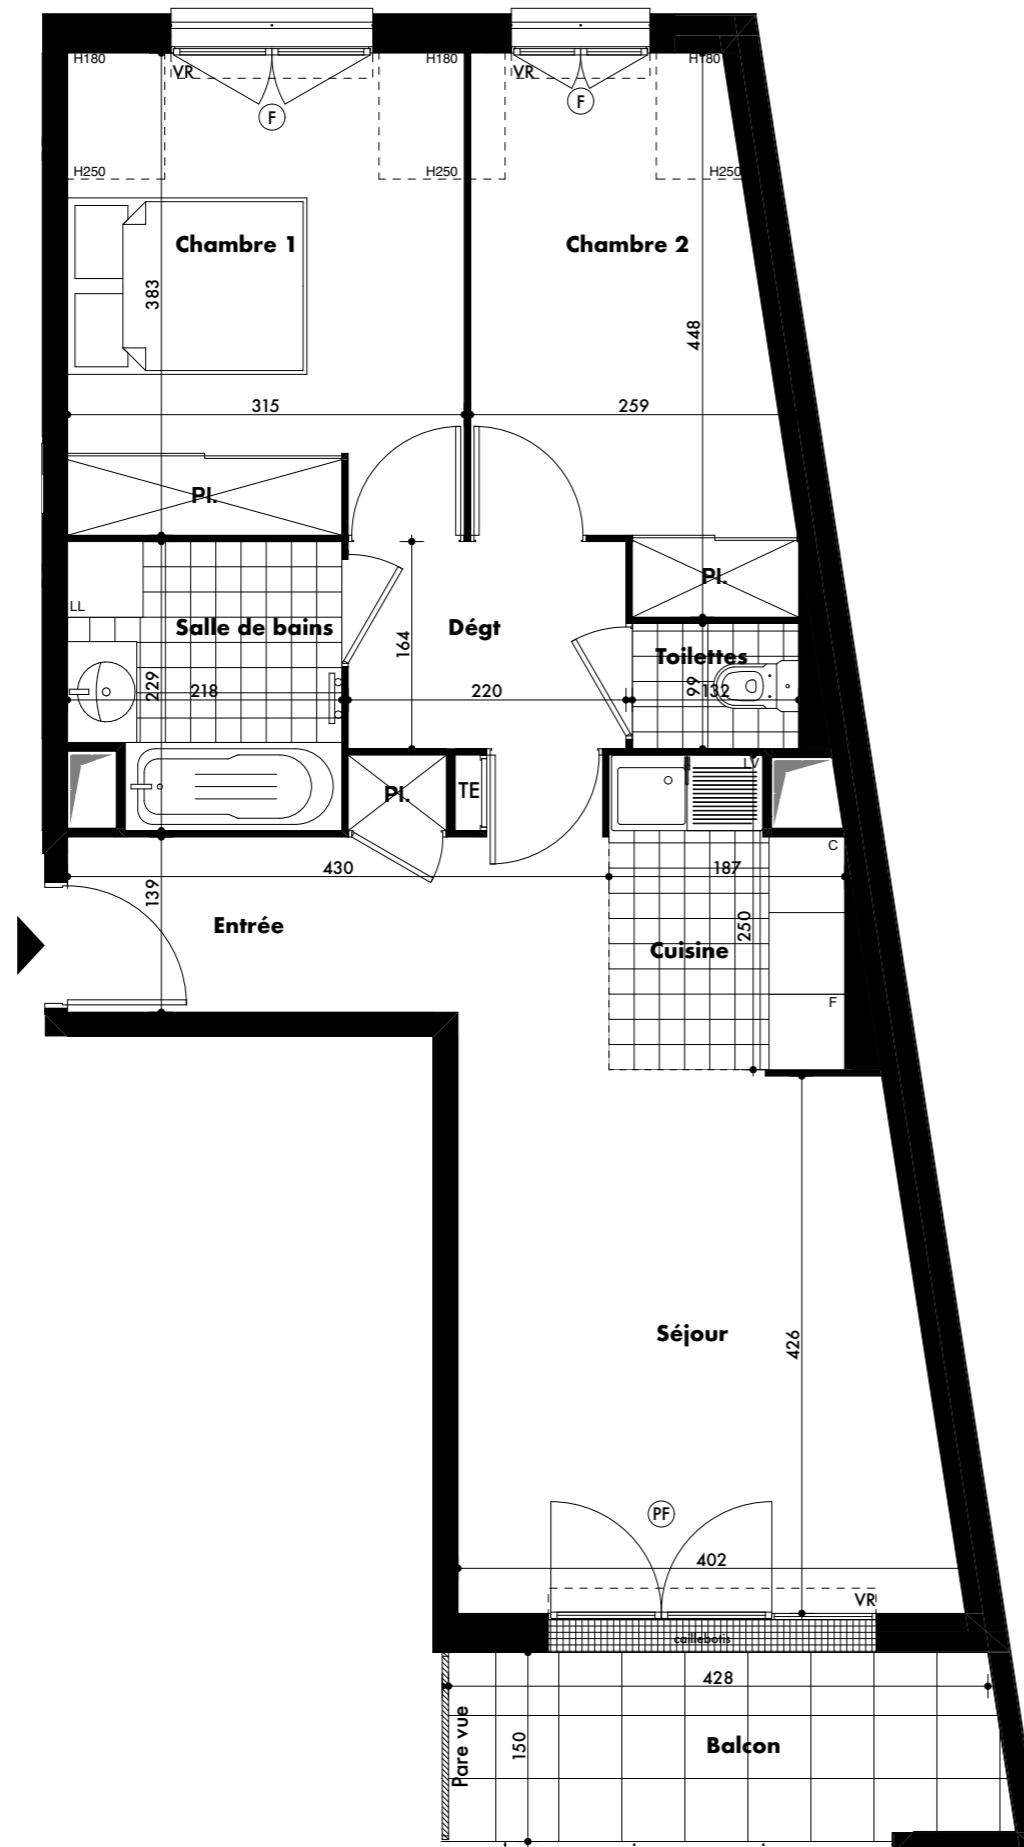 H180
VR
H180
VR
H180
F
F
H250
H250
H250
Chambre 1
Chambre 2
383
448
315
259
Pl.
Pl.
LL
Salle de bains
Dégt
164
Toilettes
229
218
220
99
132
Pl.
TE
LV
C
430
187
139
Entrée
250
Cuisine
F
Séjour
426
PF
402
VR
caillebotis
428
Pare vue
150
Balcon